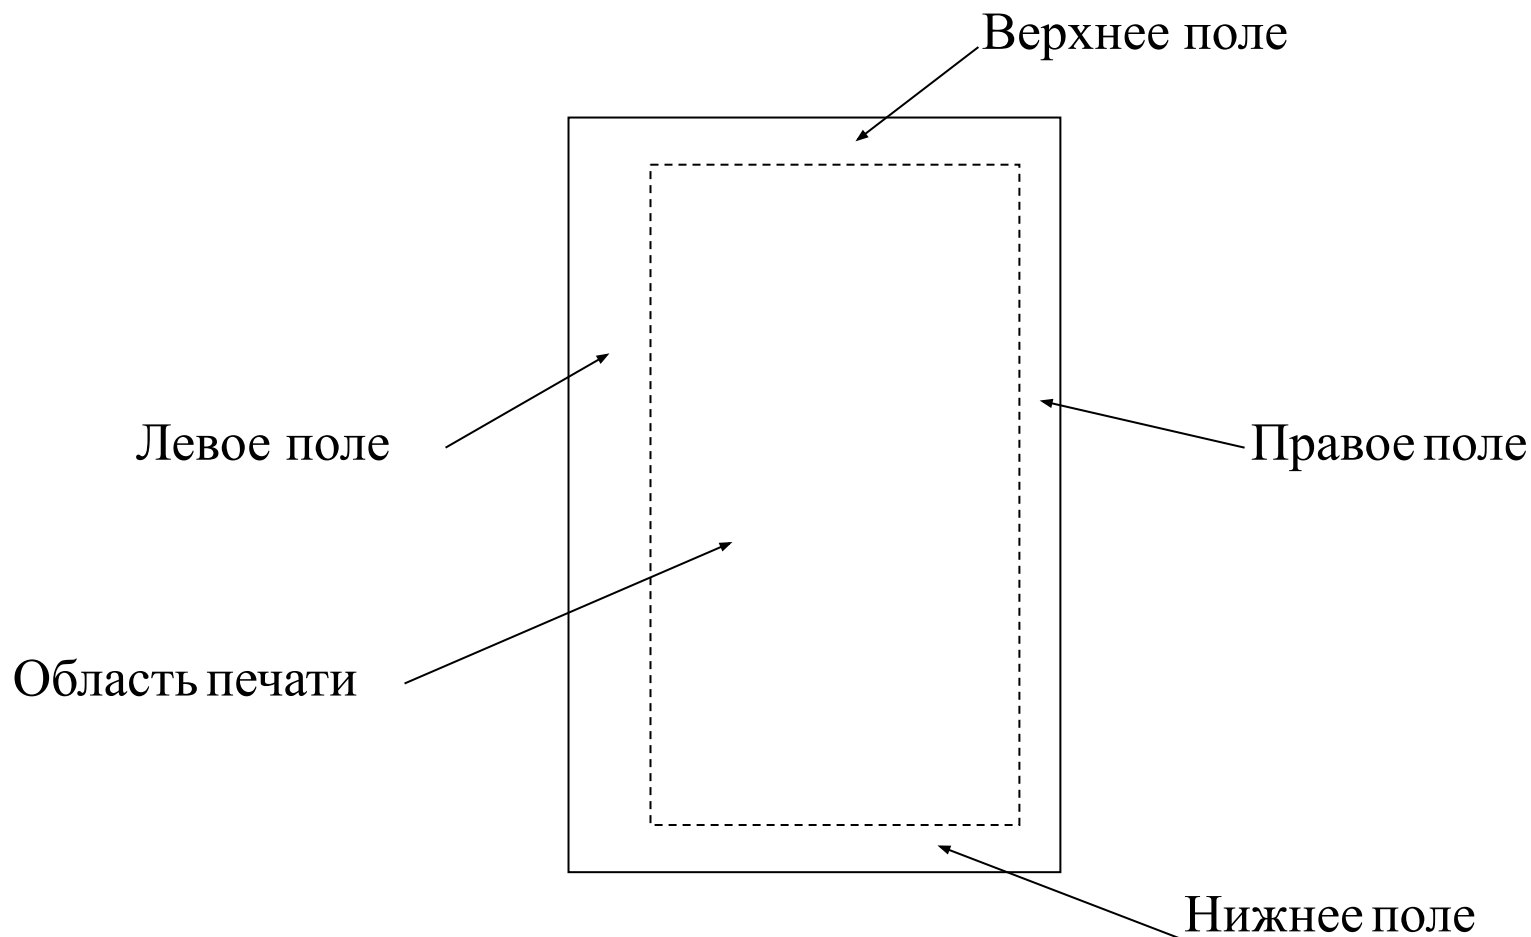 Верхнее поле
Левое поле
Правое поле
Область печати
Нижнее поле